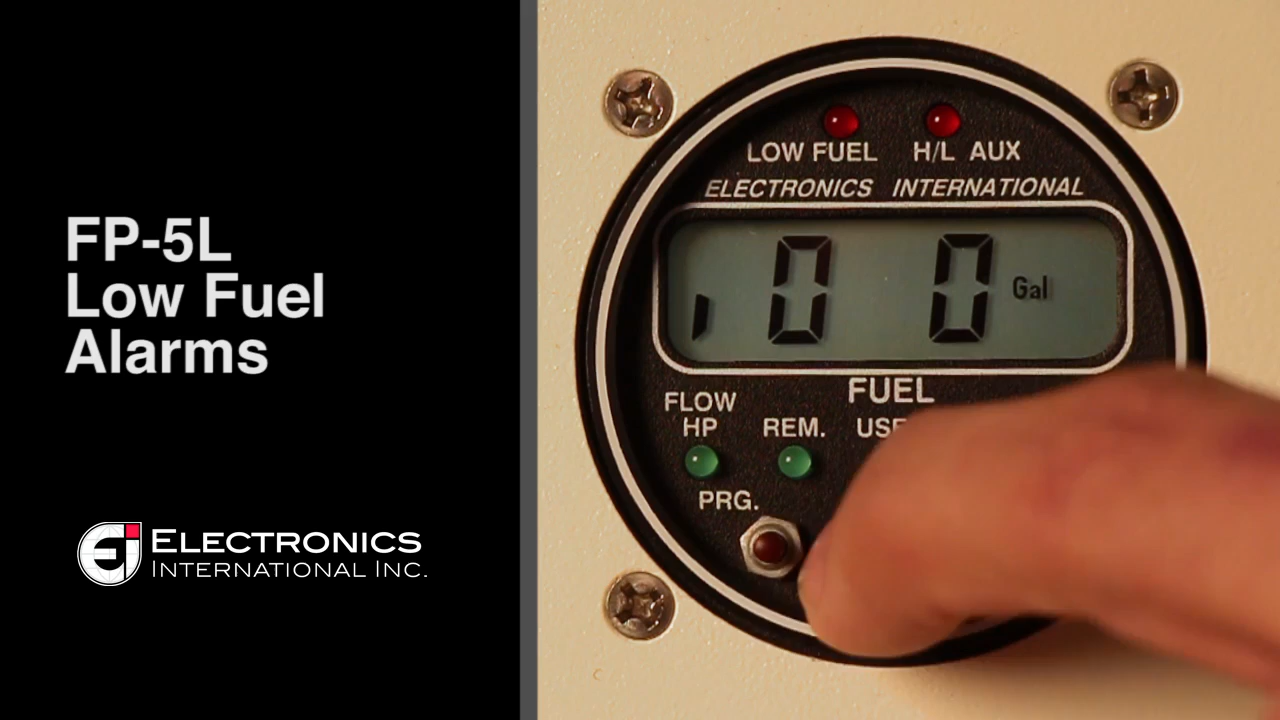 FP-5L
Low Fuel
Alarms
ELECTRONICS
INTERNATIONAL INC.
LOW FUEL H/L AUX
ELECTRONICS INTERNATIONAL
0 0 Gal
FUEL
FLOW
HP REM.
PRG.